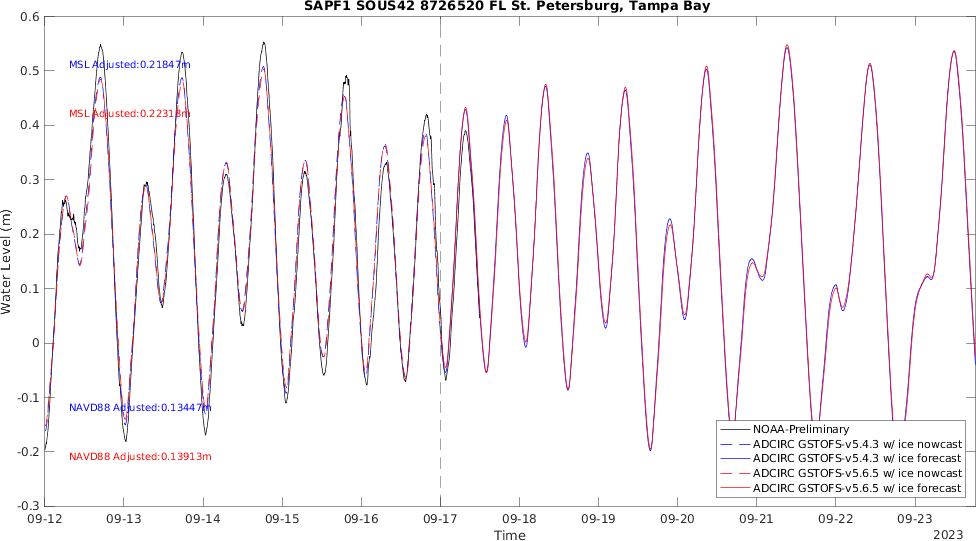 SAPF1 SOUS42 8726520 FL St. Petersburg, Tampa Bay
0.6
0.5
0.4
0.3
0.2
0.1
0
-0.1
-0.2
-0.3
Water Level (m)
MSL Adjusted:0.21847m
MSL Adjusted:0.22313m
NAVD88 Adjusted:0.13447m
NAVD88 Adjusted:0.13913m
NOAA-Preliminary
ADCIRC GSTOFS-v5.4.3 w/ ice nowcast
ADCIRC GSTOFS-v5.4.3 w/ ice forecast
ADCIRC GSTOFS-v5.6.5 w/ ice nowcast
ADCIRC GSTOFS-v5.6.5 w/ ice forecast
09-12 09-13 09-14 09-15 09-16 09-17 09-18 09-19 09-20 09-21 09-22 09-23
Time
2023